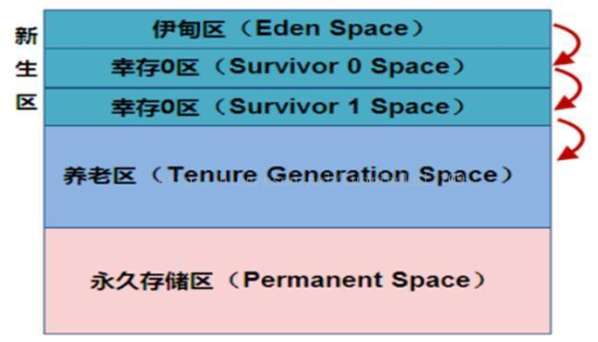 新生区
伊甸区（Eden Space）
幸存0区（Survivor 0 Space）
幸存0区（Survivor 1 Space）
养老区（Tenure Generation Space）
永久存储区（Permanent Space）